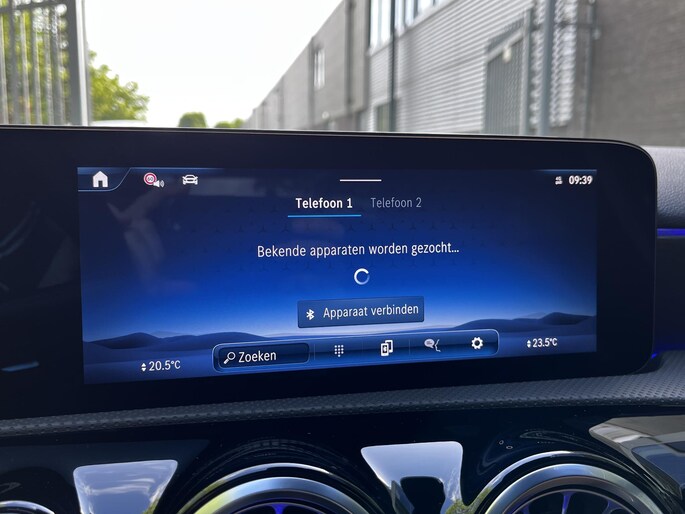 09:39
Telefoon 1 Telefoon 2
Bekende apparaten worden gezocht...
Apparaat verbinden
20.5°C Zoeken 23.5°C